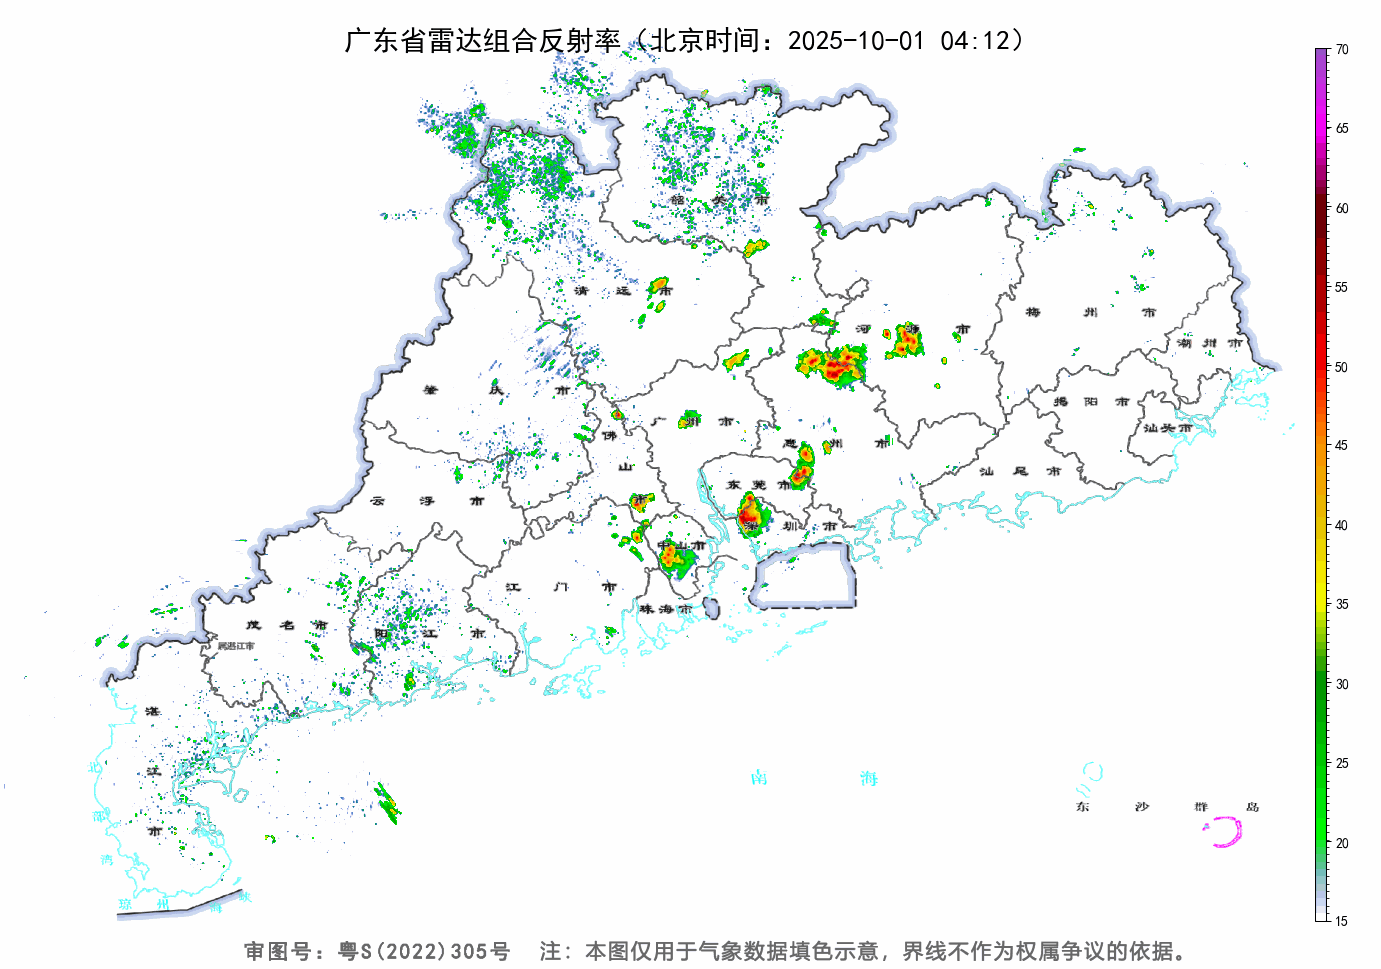 广东省雷达组合反射率（北京时间：2025-10-01 04:12）
70
65
60
55
50
45
40
35
30
25
20
15
韶 关 市
清 远 市
河 源 市
梅 州 市
潮 州 市
肇 庆 市
广 州 市
揭 阳 市
汕头市
佛 山 市
惠 州 市
汕 尾 市
云 浮 市
东 莞 市
深 圳 市
中山市
江 门 市
珠海市
茂 名 市
属湛江市
阳 江 市
湛 江 市
南 海
东 沙 群 岛
北 部 湾
琼 州 海 峡
审图号：粤S(2022)305号 注：本图仅用于气象数据填色示意，界线不作为权属争议的依据。